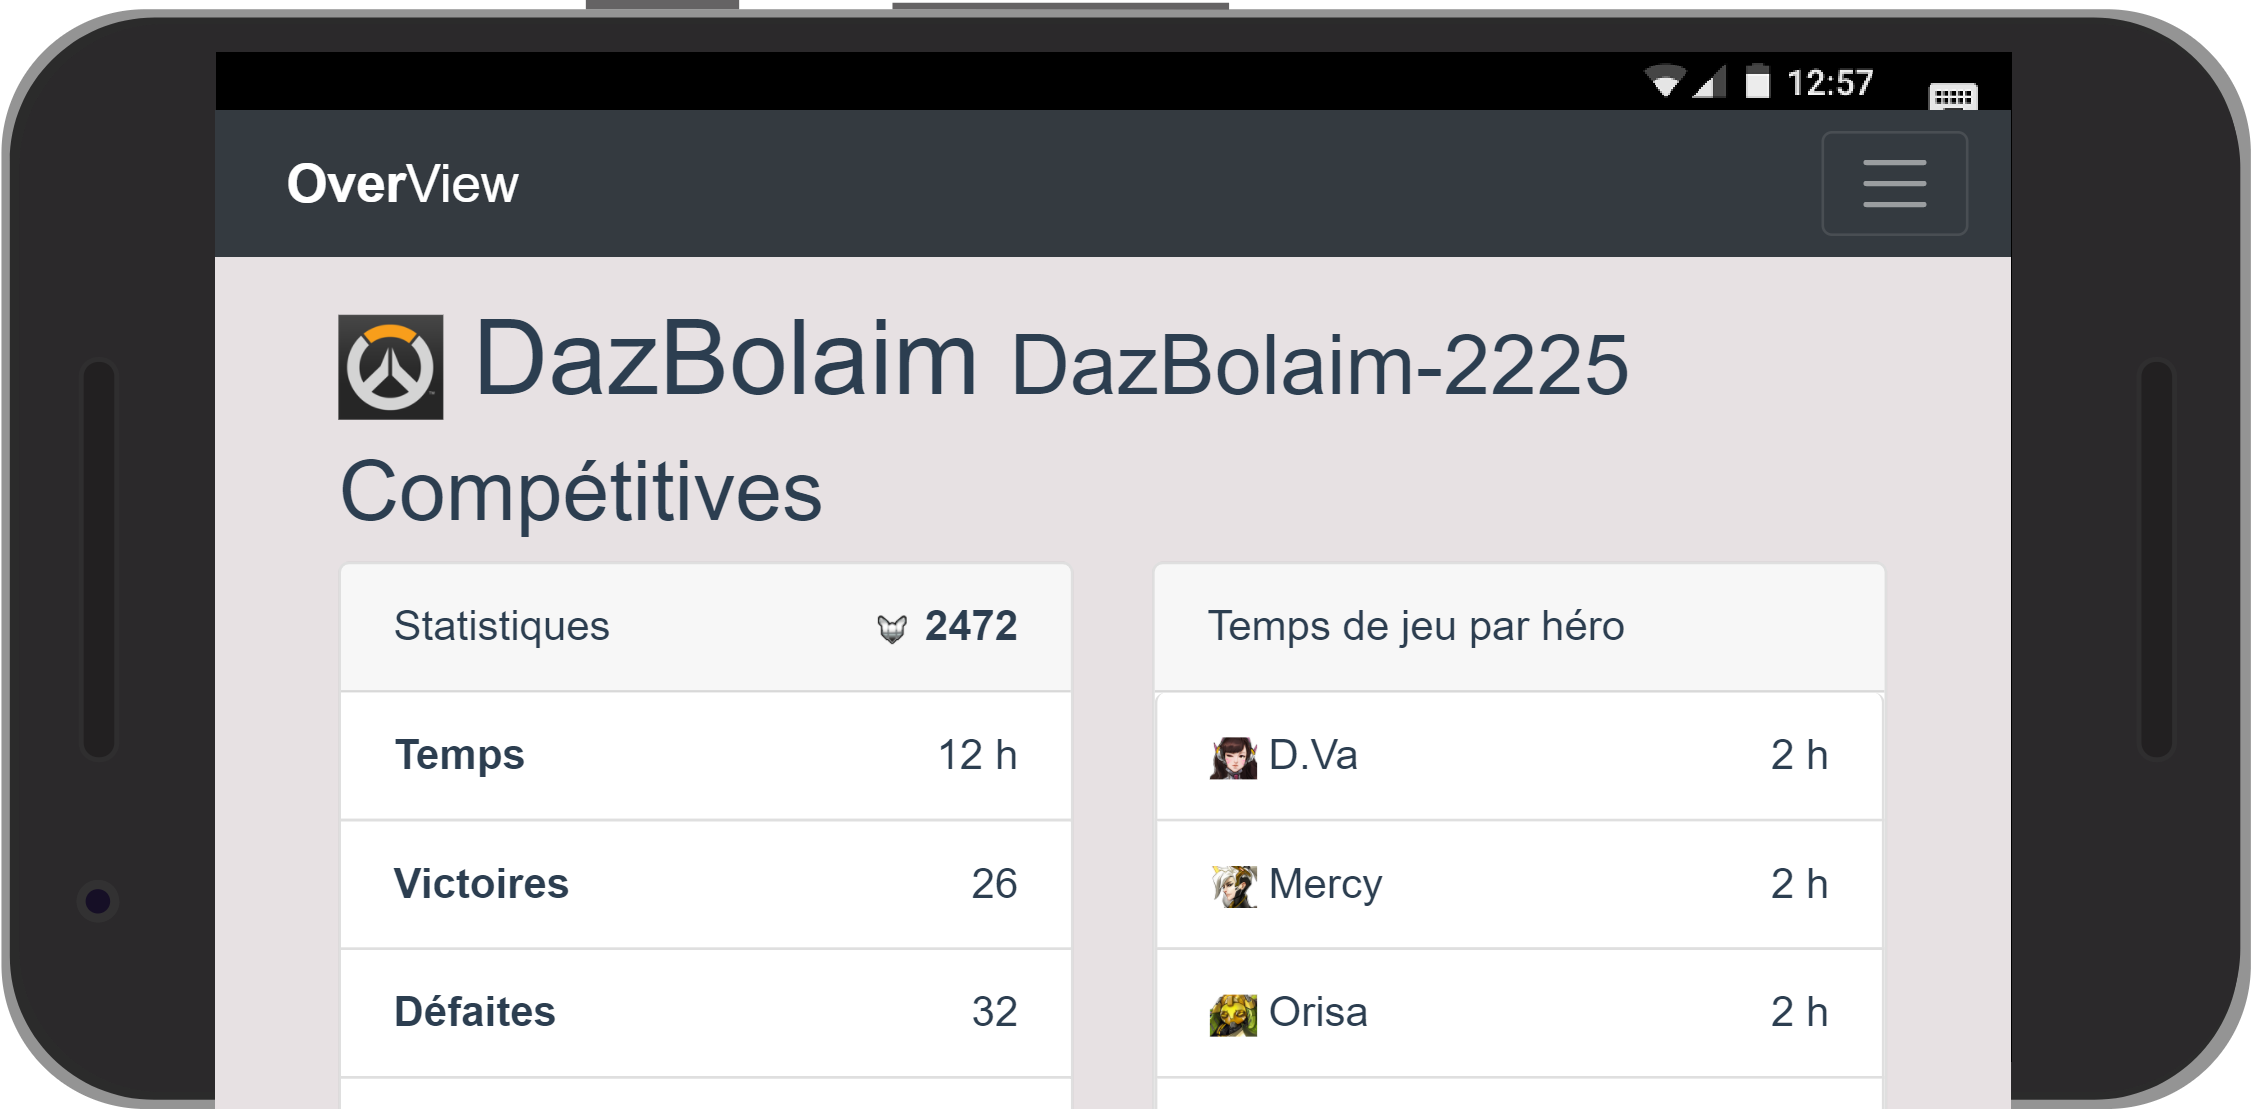 12:57
OverView
DazBolaim DazBolaim-2225
Compétitives
Statistiques 2472
Temps 12 h
Victoires 26
Défaites 32
Temps de jeu par héro
D.Va 2 h
Mercy 2 h
Orisa 2 h